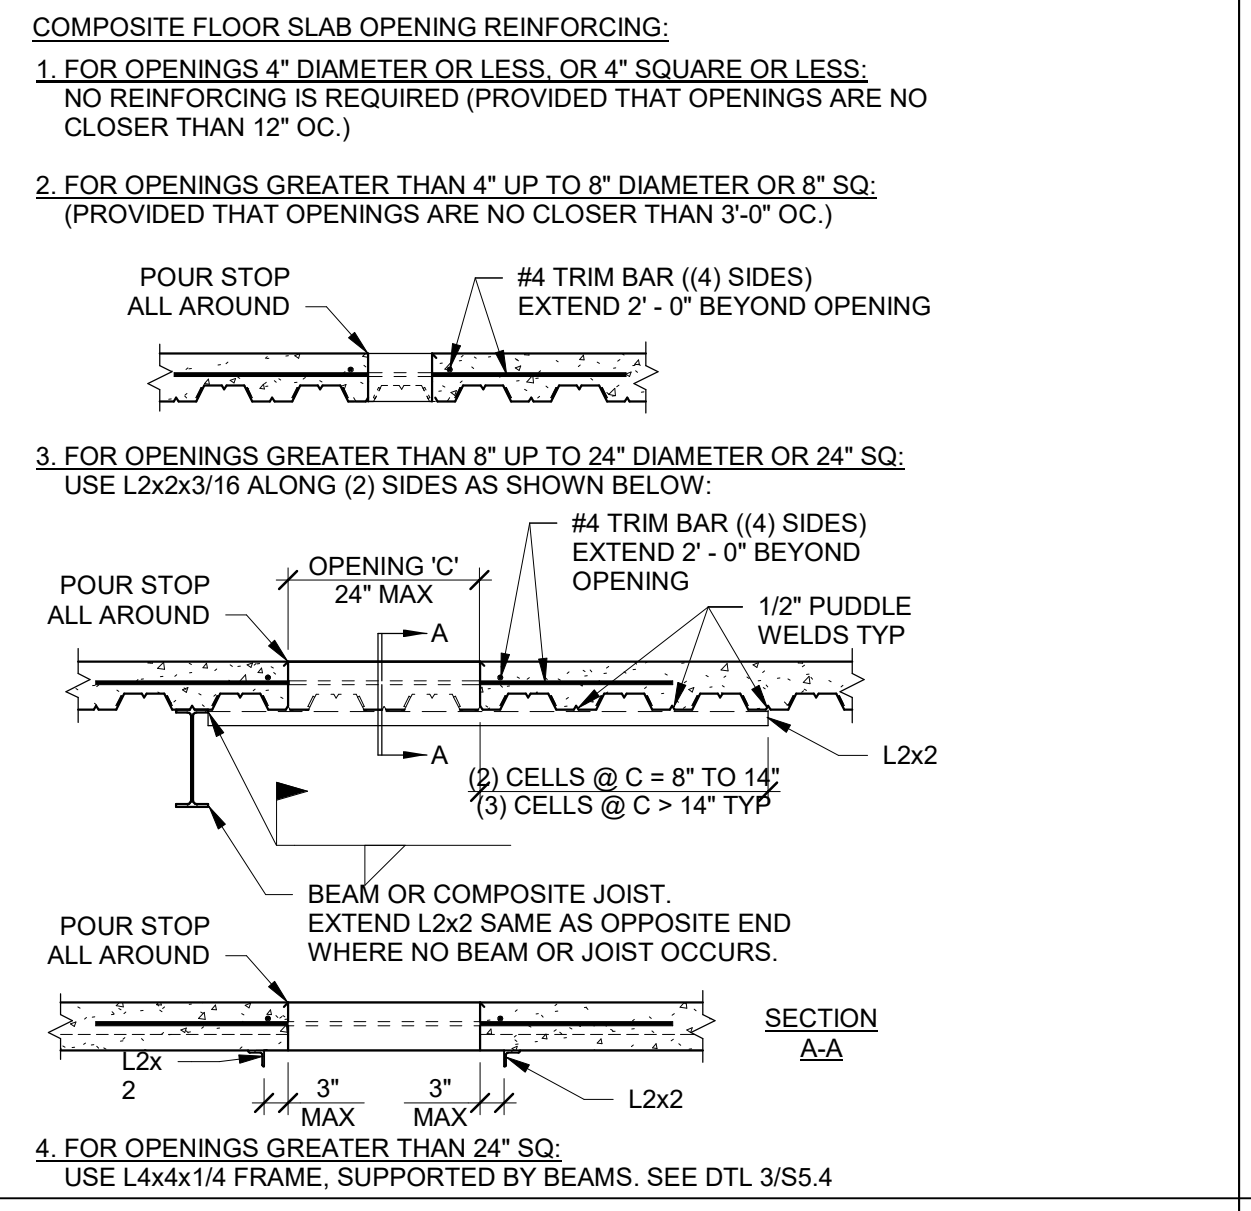 COMPOSITE FLOOR SLAB OPENING REINFORCING:
1. FOR OPENINGS 4" DIAMETER OR LESS, OR 4" SQUARE OR LESS:
NO REINFORCING IS REQUIRED (PROVIDED THAT OPENINGS ARE NO
CLOSER THAN 12" OC.)
2. FOR OPENINGS GREATER THAN 4" UP TO 8" DIAMETER OR 8" SQ:
(PROVIDED THAT OPENINGS ARE NO CLOSER THAN 3'-0" OC.)
POUR STOP
ALL AROUND
#4 TRIM BAR ((4) SIDES)
EXTEND 2' - 0" BEYOND OPENING
3. FOR OPENINGS GREATER THAN 8" UP TO 24" DIAMETER OR 24" SQ:
USE L2x2x3/16 ALONG (2) SIDES AS SHOWN BELOW:
#4 TRIM BAR ((4) SIDES)
EXTEND 2' - 0" BEYOND
OPENING
OPENING 'C'
24" MAX
POUR STOP
ALL AROUND
1/2" PUDDLE
WELDS TYP
A
A
L2x2
(2) CELLS @ C = 8" TO 14"
(3) CELLS @ C > 14" TYP
BEAM OR COMPOSITE JOIST.
EXTEND L2x2 SAME AS OPPOSITE END
WHERE NO BEAM OR JOIST OCCURS.
POUR STOP
ALL AROUND
SECTION
A-A
L2x
2
3"
MAX
3"
MAX
L2x2
4. FOR OPENINGS GREATER THAN 24" SQ:
USE L4x4x1/4 FRAME, SUPPORTED BY BEAMS. SEE DTL 3/S5.4